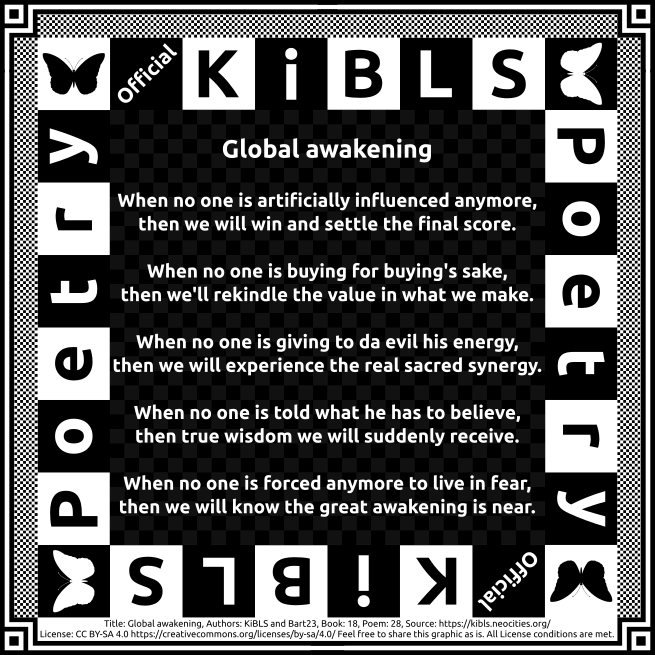 Official KiBLS
Poetry
Poetry
Global awakening
When no one is artificially influenced anymore,
then we will win and settle the final score.
When no one is buying for buying's sake,
then we'll rekindle the value in what we make.
When no one is giving to da evil his energy,
then we will experience the real sacred synergy.
When no one is told what he has to believe,
then true wisdom we will suddenly receive.
When no one is forced anymore to live in fear,
then we will know the great awakening is near.
Official KiBLS
Title: Global awakening, Authors: KiBLS and Bart23, Book: 18, Poem: 28, Source: https://kibls.neocities.org/
License: CC BY-SA 4.0 https://creativecommons.org/licenses/by-sa/4.0/ Feel free to share this graphic as is. All License conditions are met.